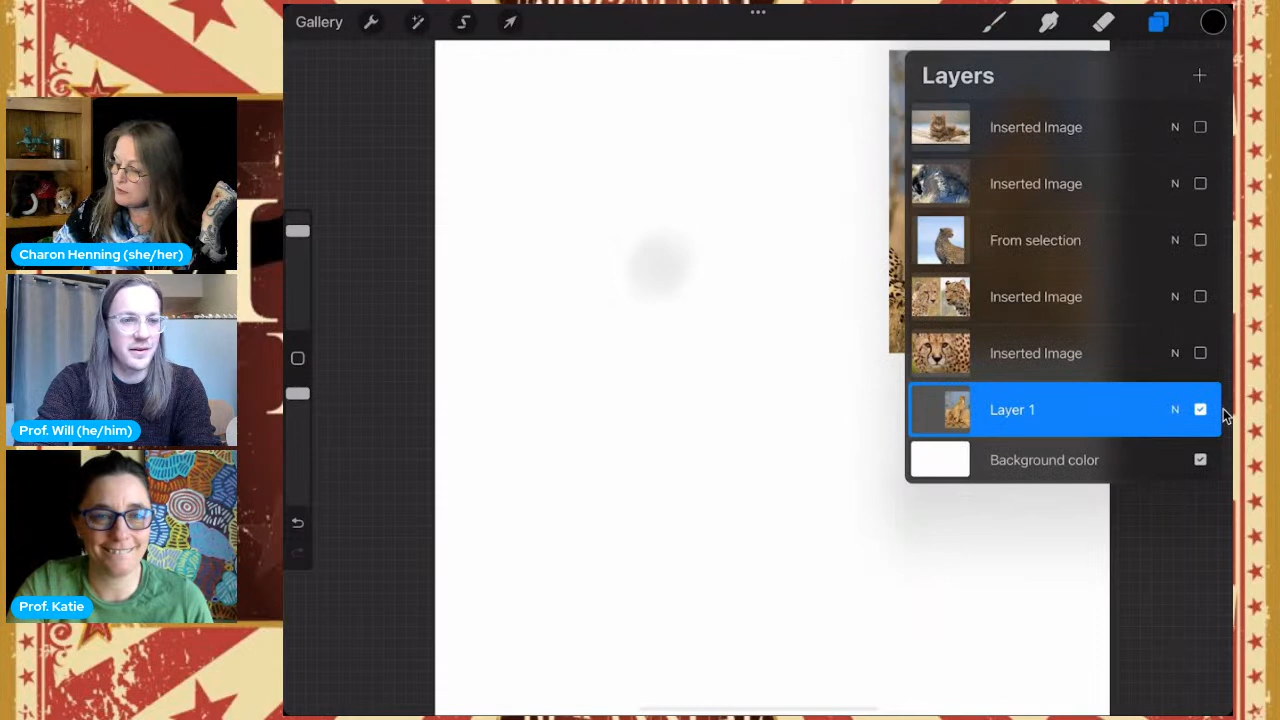 Gallery
Layers
Inserted Image N
Inserted Image N
From selection N
Inserted Image N
Inserted Image N
Layer 1 N
Background color
Charon Henning (she/her)
Prof. Will (he/him)
Prof. Katie